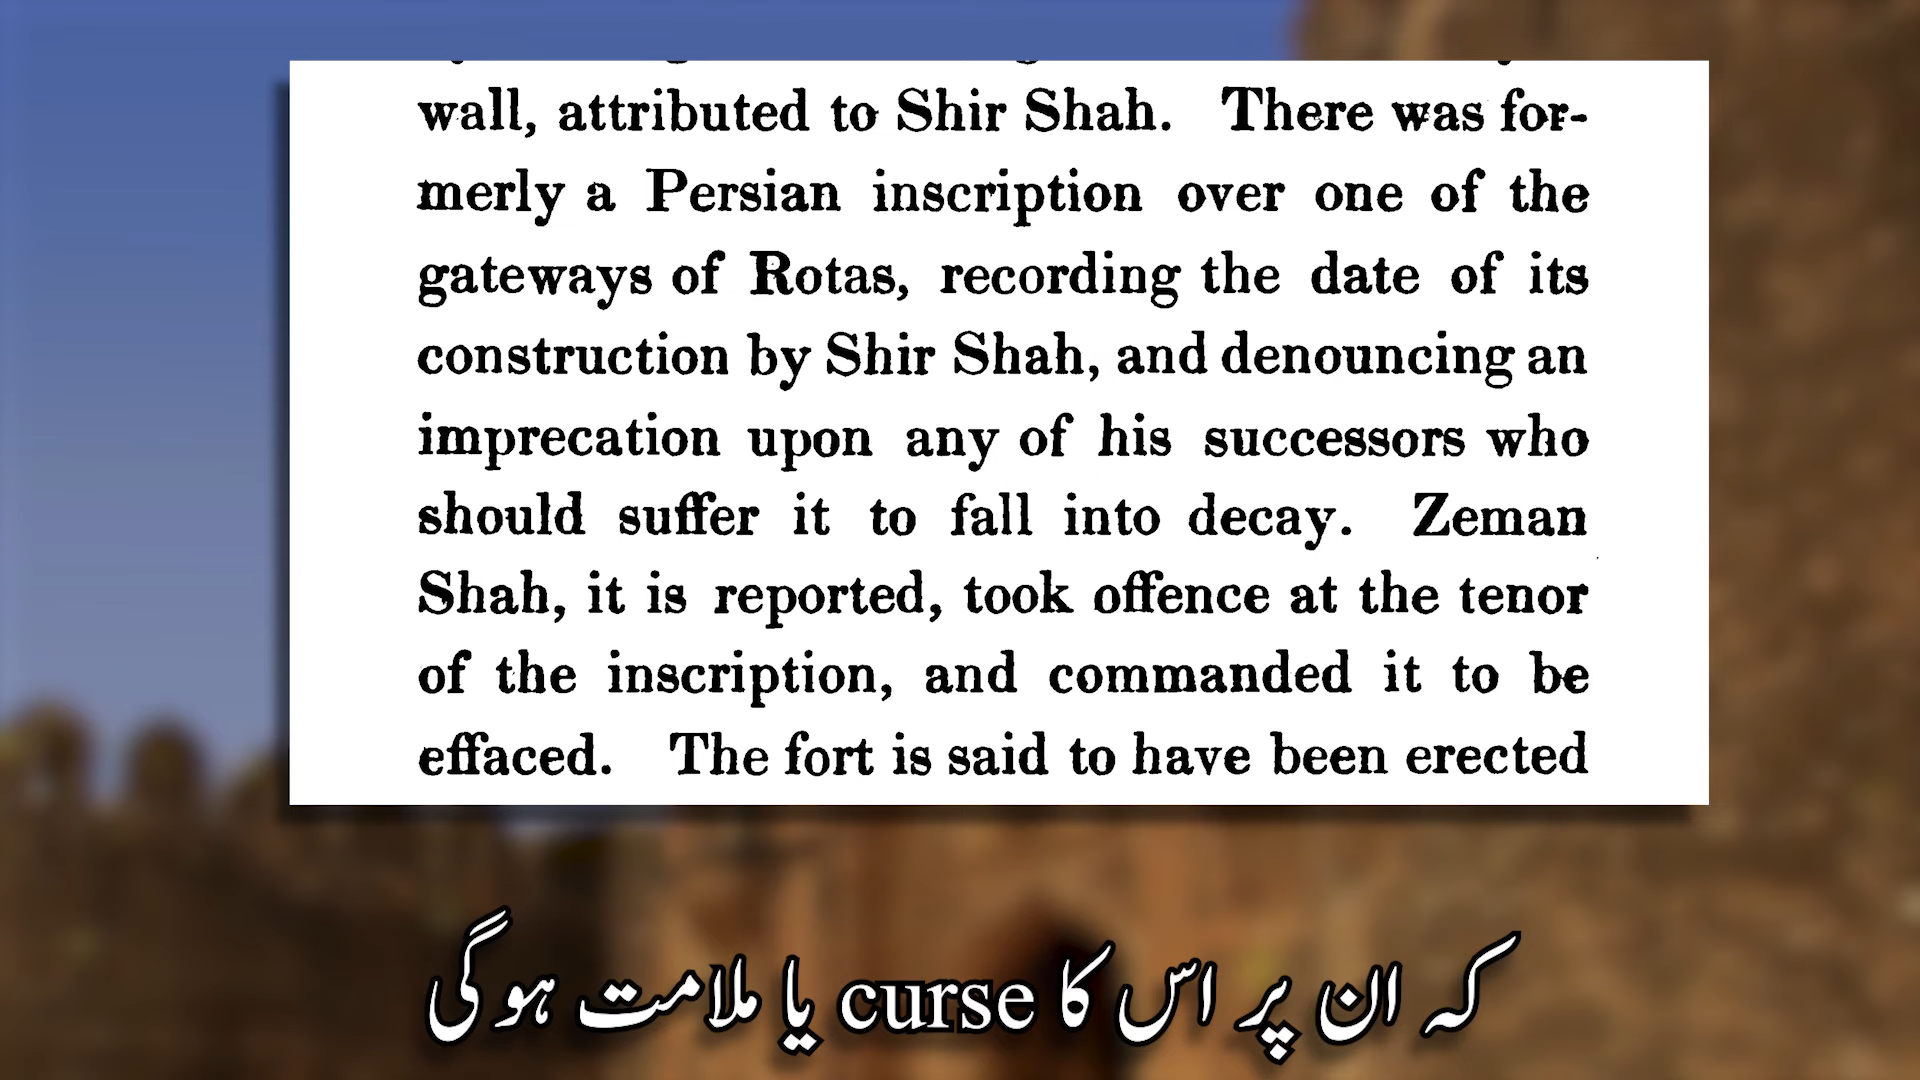 wall, attributed to Shir Shah. There was for-
merly a Persian inscription over one of the
gateways of Rotas, recording the date of its
construction by Shir Shah, and denouncing an
imprecation upon any of his successors who
should suffer it to fall into decay. Zeman
Shah, it is reported, took offence at the tenor
of the inscription, and commanded it to be
effaced. The fort is said to have been erected
کہ ان پر اس کا curse یا ملامت ہوگی